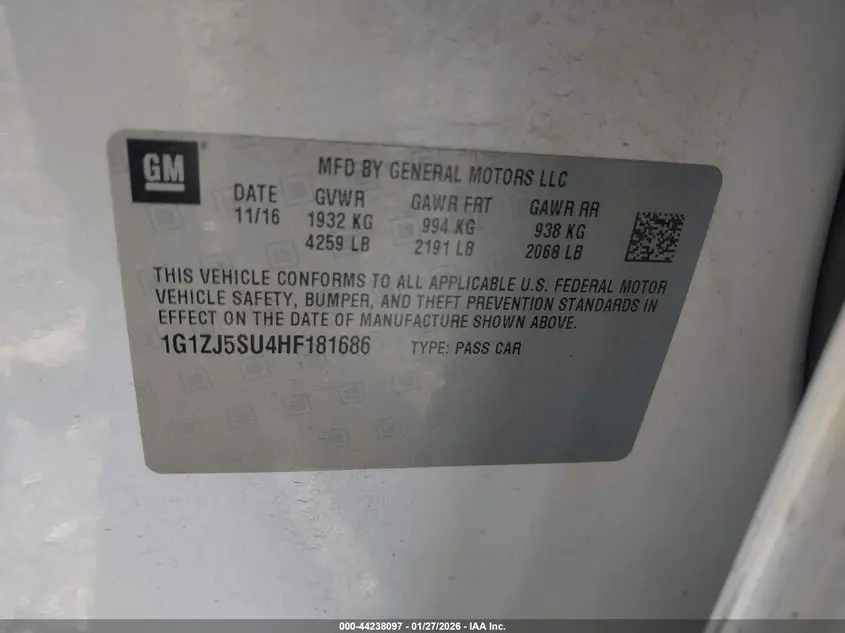 GM
MFD BY GENERAL MOTORS LLC
DATE GVWR GAWR FRT GAWR RR
11/16 1932 KG 994 KG 938 KG
4259 LB 2191 LB 2068 LB
THIS VEHICLE CONFORMS TO ALL APPLICABLE U.S. FEDERAL MOTOR
VEHICLE SAFETY, BUMPER, AND THEFT PREVENTION STANDARDS IN
EFFECT ON THE DATE OF MANUFACTURE SHOWN ABOVE.
1G1ZJ5SU4HF181686 TYPE: PASS CAR
000-44238097 - 01/27/2026 - IAA Inc.